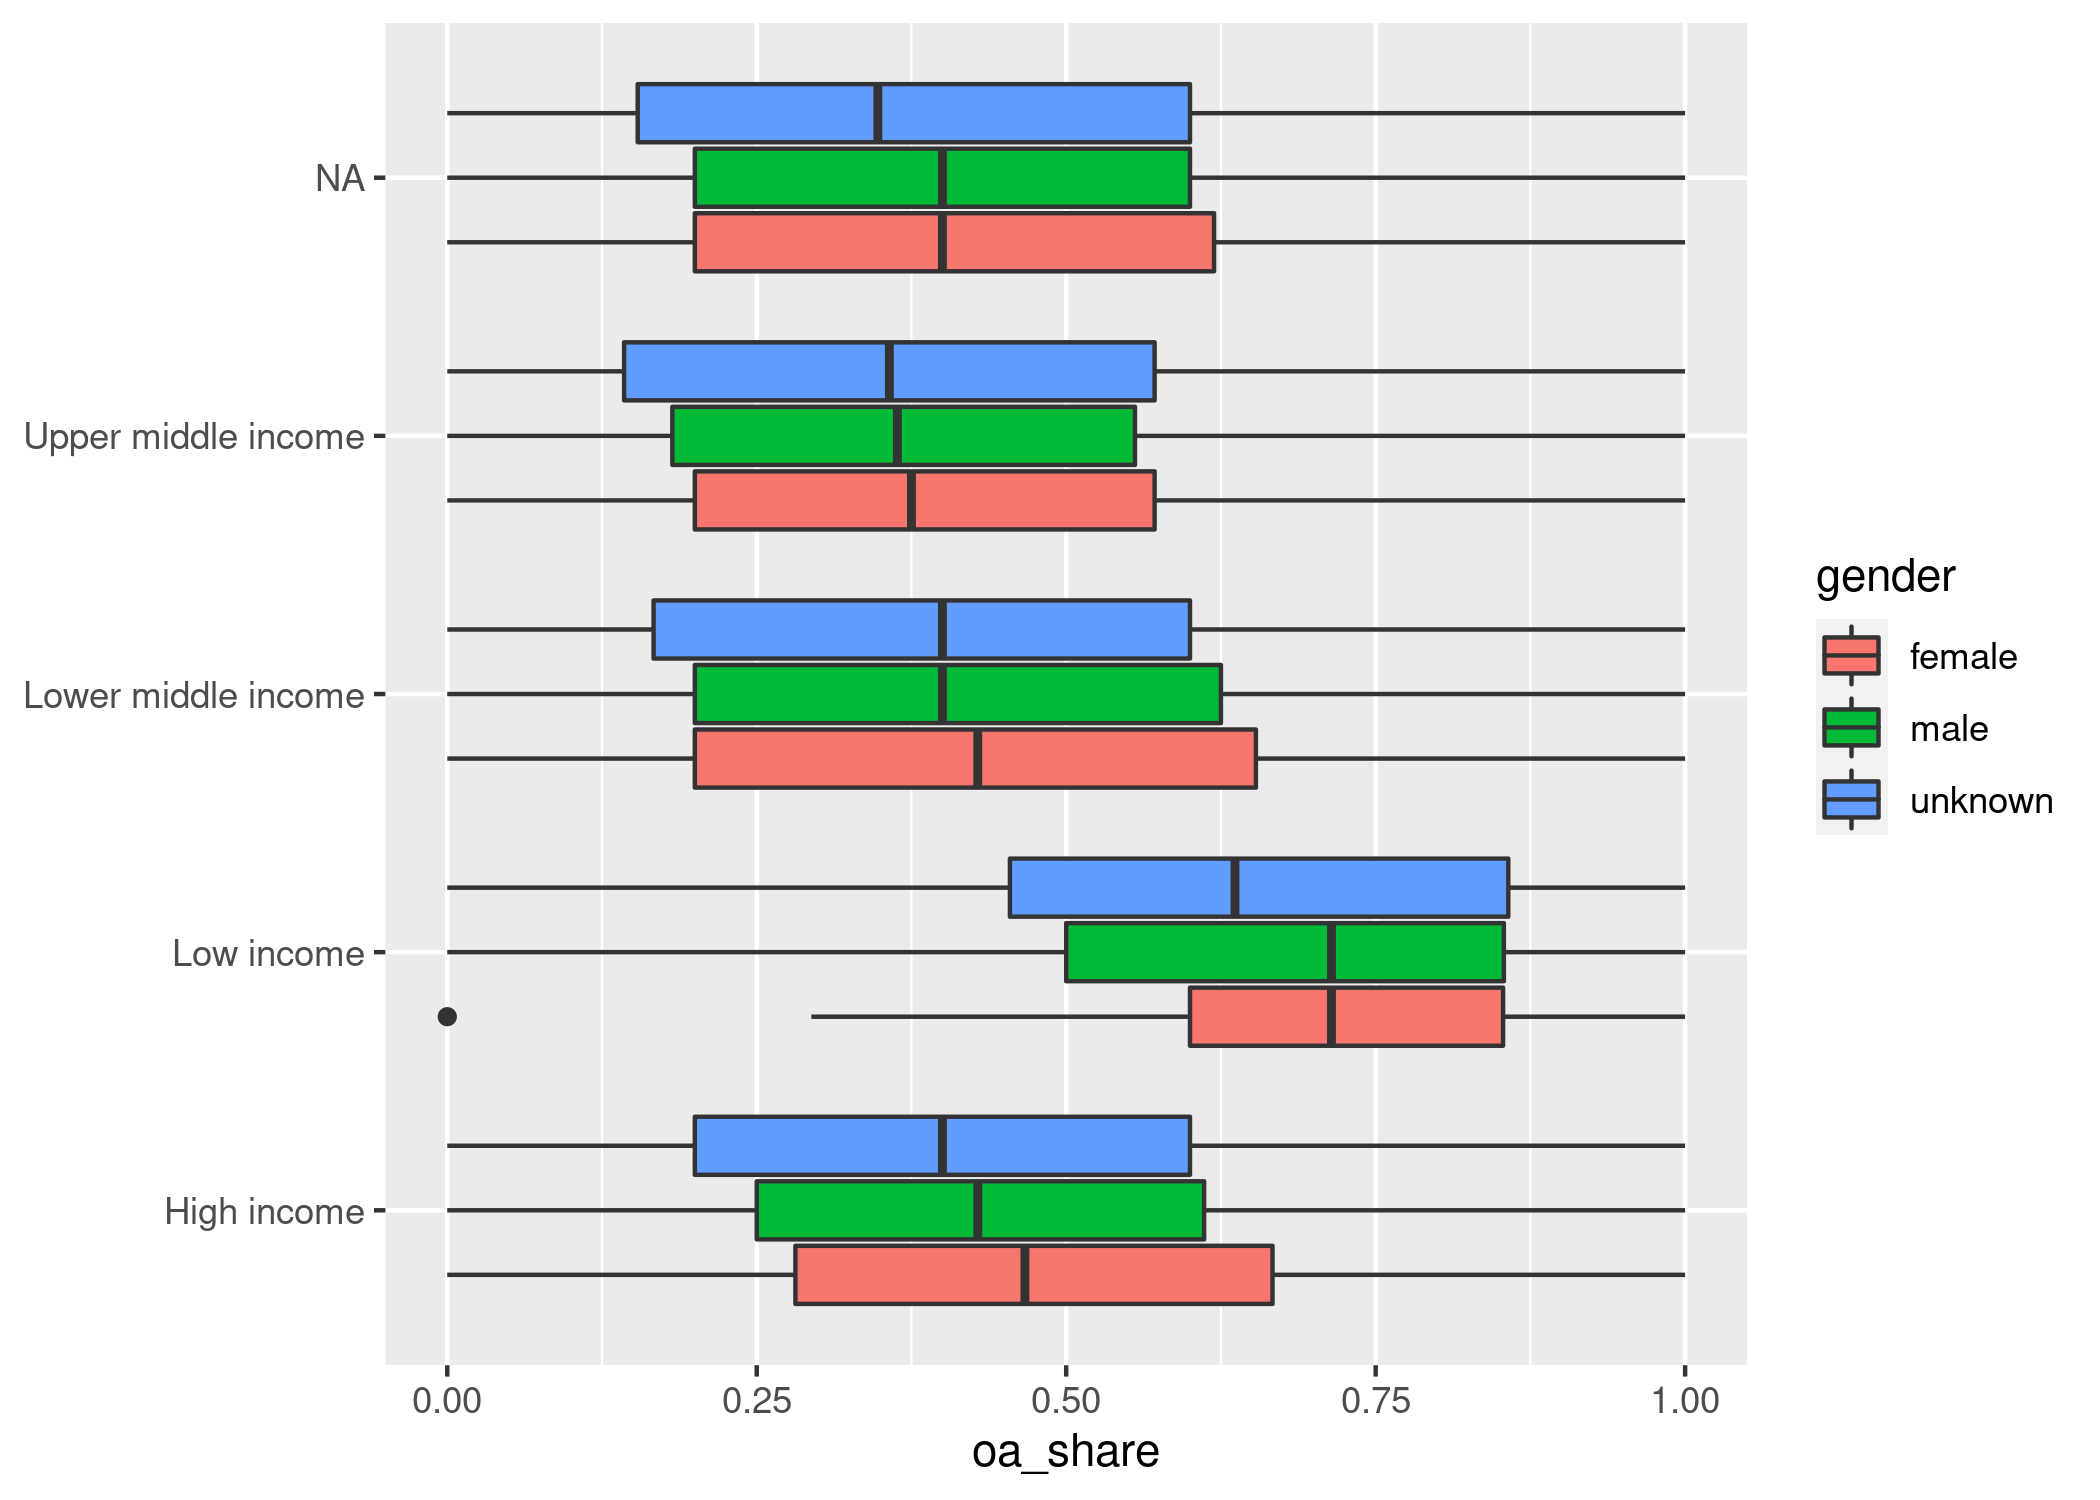 NA
Upper middle income
Lower middle income
Low income
High income
0.00 0.25 0.50 0.75 1.00
oa_share
gender
female
male
unknown